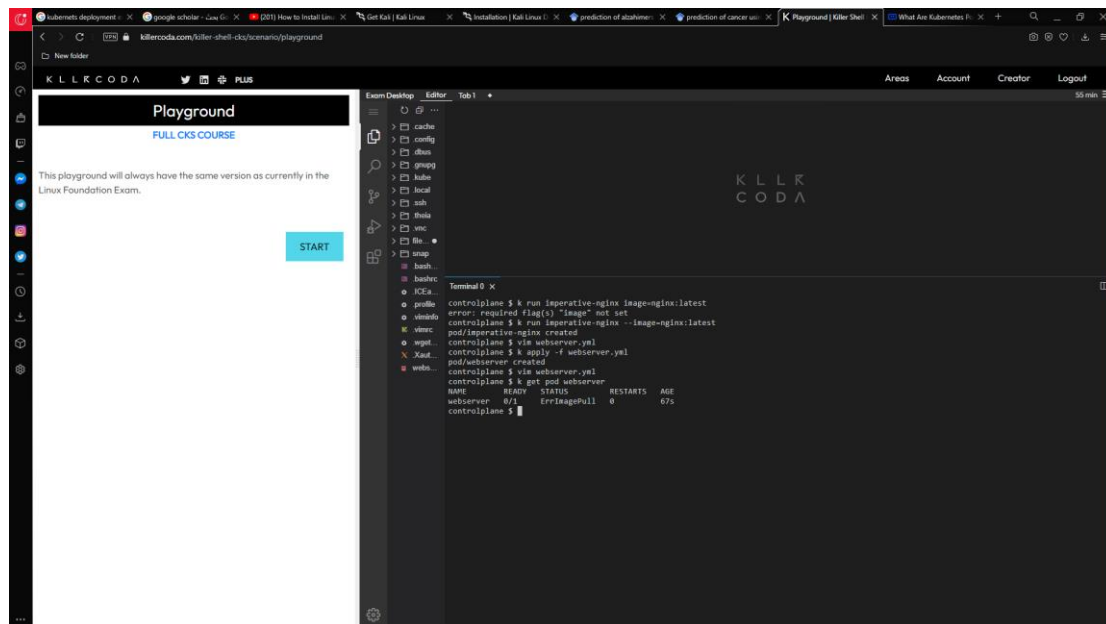 kubernets deployment
google scholar -
(201) How to Install Linu
Get Kali | Kali Linux
Installation | Kali Linux D
prediction of alzahimers
prediction of cancer usin
Playground | Killer Shell
What Are Kubernetes Po
VPN
killercoda.com/killer-shell-cks/scenario/playground
New folder
KLLRCODA
PLUS
Areas
Account
Creator
Logout
Playground
FULL CKS COURSE
This playground will always have the same version as currently in the
Linux Foundation Exam.
START
Exam Desktop
Editor
Tab 1
+
55 min
.cache
.config
.dbus
.gnupg
.kube
.local
.ssh
.theia
.vnc
file...
snap
.bash...
.bashrc
.ICEa...
.profile
.viminfo
.vimrc
.wget...
.Xaut...
webs...
KLLR
CODA
Terminal 0
controlplane $ k run imperative-nginx image=nginx:latest
error: required flag(s) "image" not set
controlplane $ k run imperative-nginx --image=nginx:latest
pod/imperative-nginx created
controlplane $ vim webserver.yml
controlplane $ k apply -f webserver.yml
pod/webserver created
controlplane $ vim webserver.yml
controlplane $ k get pod webserver
NAME READY STATUS RESTARTS AGE
webserver 0/1 ErrImagePull 0 67s
controlplane $